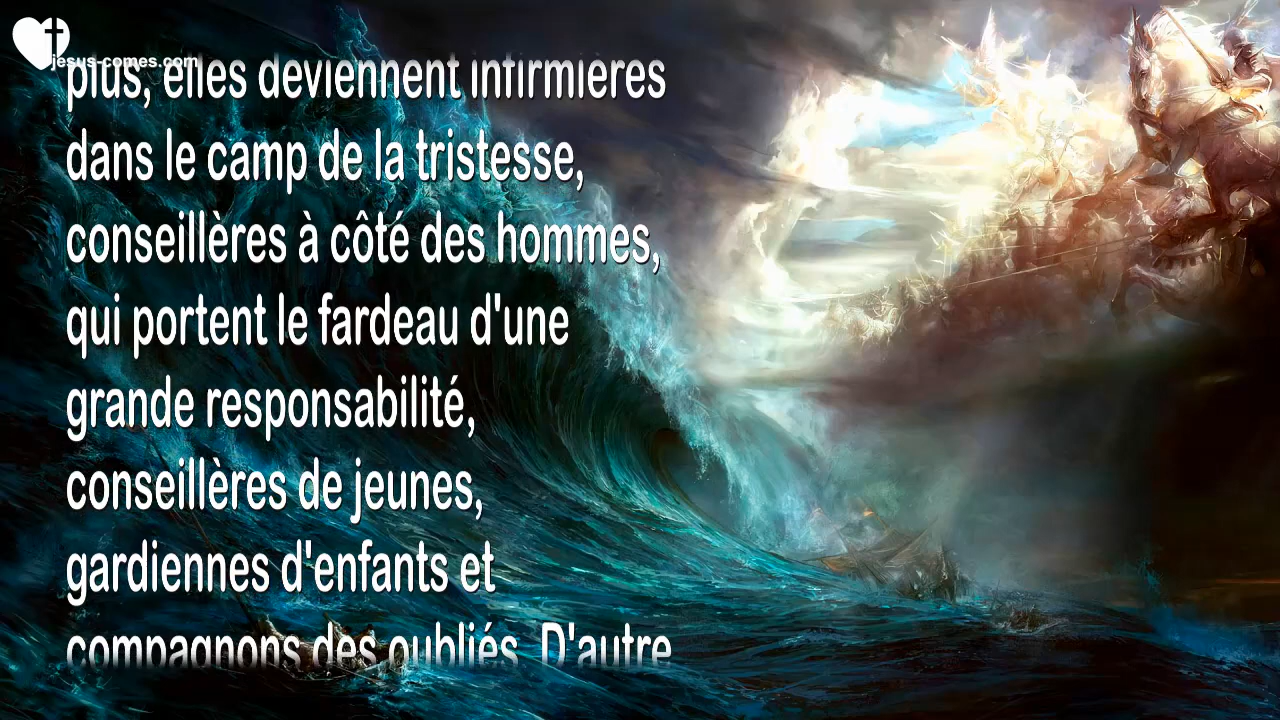 jesus-comes.com
plus, elles deviennent infirmières
dans le camp de la tristesse,
conseillères à côté des hommes,
qui portent le fardeau d'une
grande responsabilité,
conseillères de jeunes,
gardiennes d'enfants et
compagnons des oubliés. D'autre